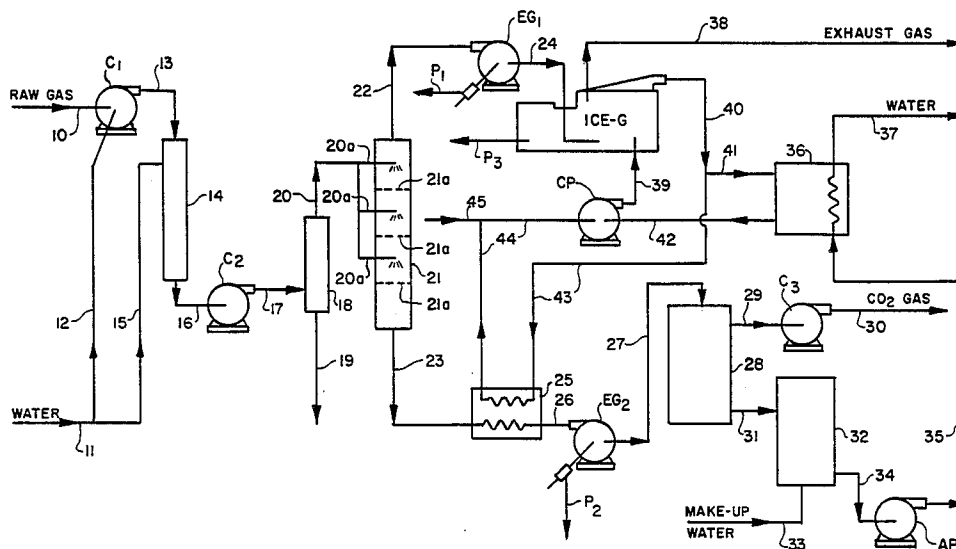 EG1
38
EXHAUST GAS
C1
13
24
22
P1
RAW GAS
10
ICE-G
WATER
37
40
20a
P3
41
36
39
20
20a
21a
CP
45
14
44
42
21a
C2
17
20a
21
43
C3
29
CO2 GAS
12
15
16
18
21a
27
30
28
19
23
25
EG2
26
31
32
35
WATER
11
34
P2
MAKE-UP
WATER
33
AP